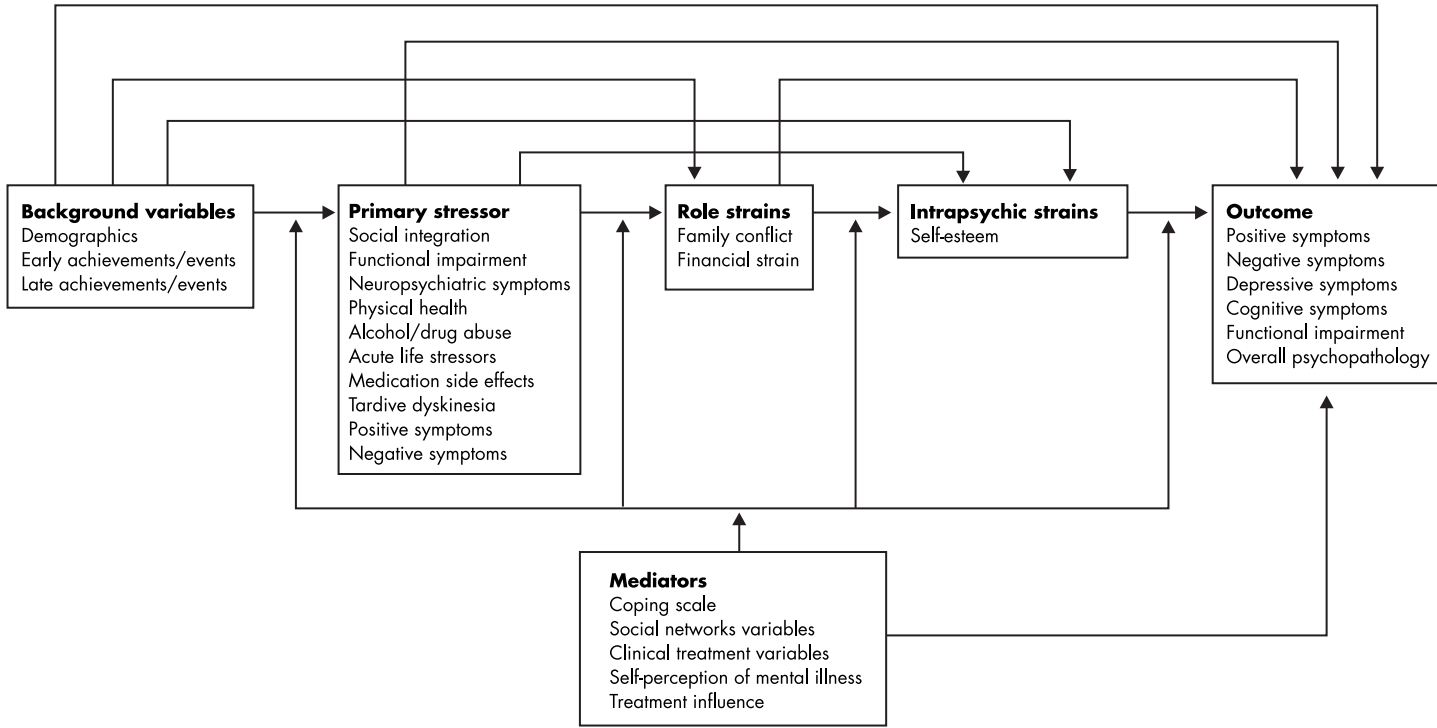 Background variables
Demographics
Early achievements/events
Late achievements/events
Primary stressor
Social integration
Functional impairment
Neuropsychiatric symptoms
Physical health
Alcohol/drug abuse
Acute life stressors
Medication side effects
Tardive dyskinesia
Positive symptoms
Negative symptoms
Role strains
Family conflict
Financial strain
Intrapsychic strains
Self-esteem
Outcome
Positive symptoms
Negative symptoms
Depressive symptoms
Cognitive symptoms
Functional impairment
Overall psychopathology
Mediators
Coping scale
Social networks variables
Clinical treatment variables
Self-perception of mental illness
Treatment influence